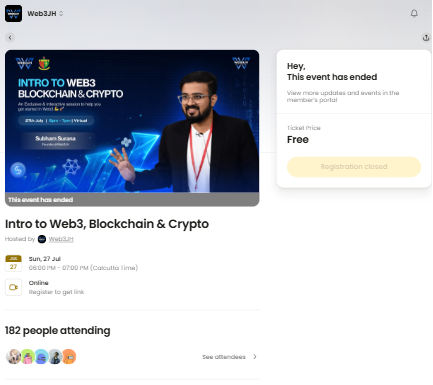 Web3JH
INTRO TO WEB3
BLOCKCHAIN & CRYPTO
An Exclusive & Interactive session to help you
get started in Web3!
27th July | 6pm - 7pm | Virtual
Subham Surana
This event has ended
Hey,
This event has ended
View more updates and events in the
member's portal
Ticket Price
Free
Registration closed
Intro to Web3, Blockchain & Crypto
Hosted by Web3JH
27
Sun, 27 Jul
06:00 PM - 07:00 PM (Calcutta Time)
Online
Register to get link
182 people attending
See attendees